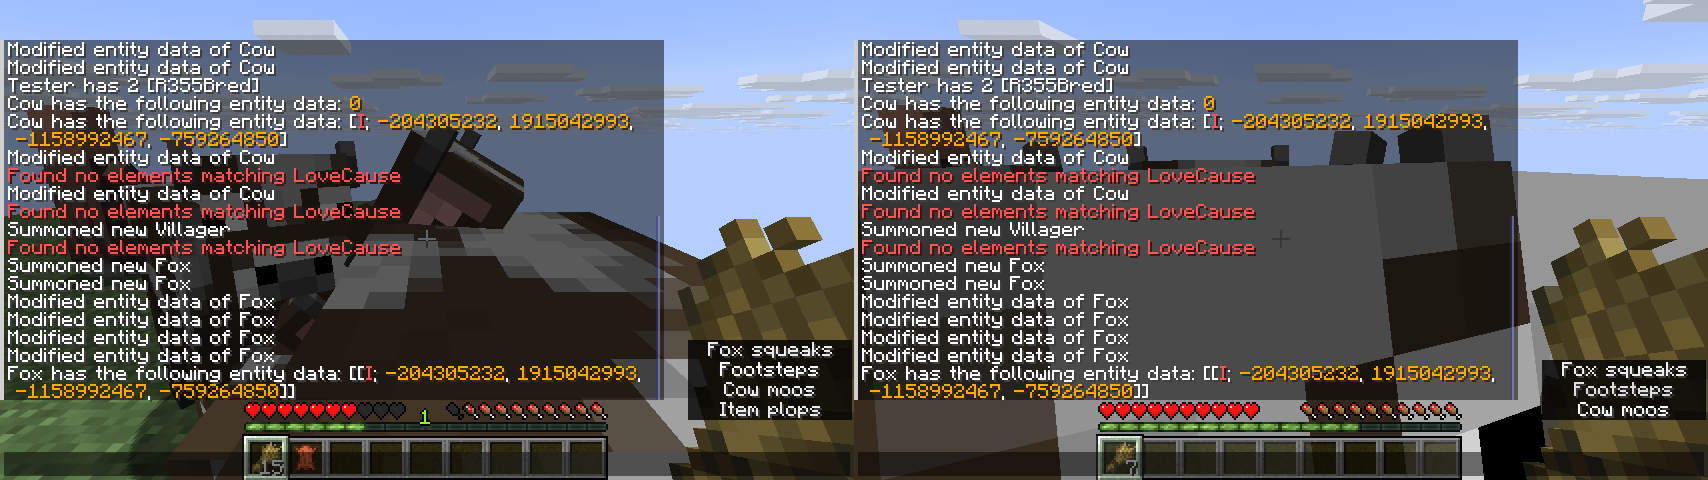 Modified entity data of Cow
Modified entity data of Cow
Tester has 2 [R355Bred]
Cow has the following entity data: 0
Cow has the following entity data: [I; -204305232, 1915042993,
-1158992467, -759264850]
Modified entity data of Cow
Found no elements matching LoveCause
Modified entity data of Cow
Found no elements matching LoveCause
Summoned new Villager
Found no elements matching LoveCause
Summoned new Fox
Summoned new Fox
Modified entity data of Fox
Modified entity data of Fox
Modified entity data of Fox
Modified entity data of Fox
Fox has the following entity data: [[I; -204305232, 1915042993,
-1158992467, -759264850]]
Fox squeaks
Footsteps
Cow moos
Item plops
1
15
Modified entity data of Cow
Modified entity data of Cow
Tester has 2 [R355Bred]
Cow has the following entity data: 0
Cow has the following entity data: [I; -204305232, 1915042993,
-1158992467, -759264850]
Modified entity data of Cow
Found no elements matching LoveCause
Modified entity data of Cow
Found no elements matching LoveCause
Summoned new Villager
Found no elements matching LoveCause
Summoned new Fox
Summoned new Fox
Modified entity data of Fox
Modified entity data of Fox
Modified entity data of Fox
Modified entity data of Fox
Fox has the following entity data: [[I; -204305232, 1915042993,
-1158992467, -759264850]]
Fox squeaks
Footsteps
Cow moos
7